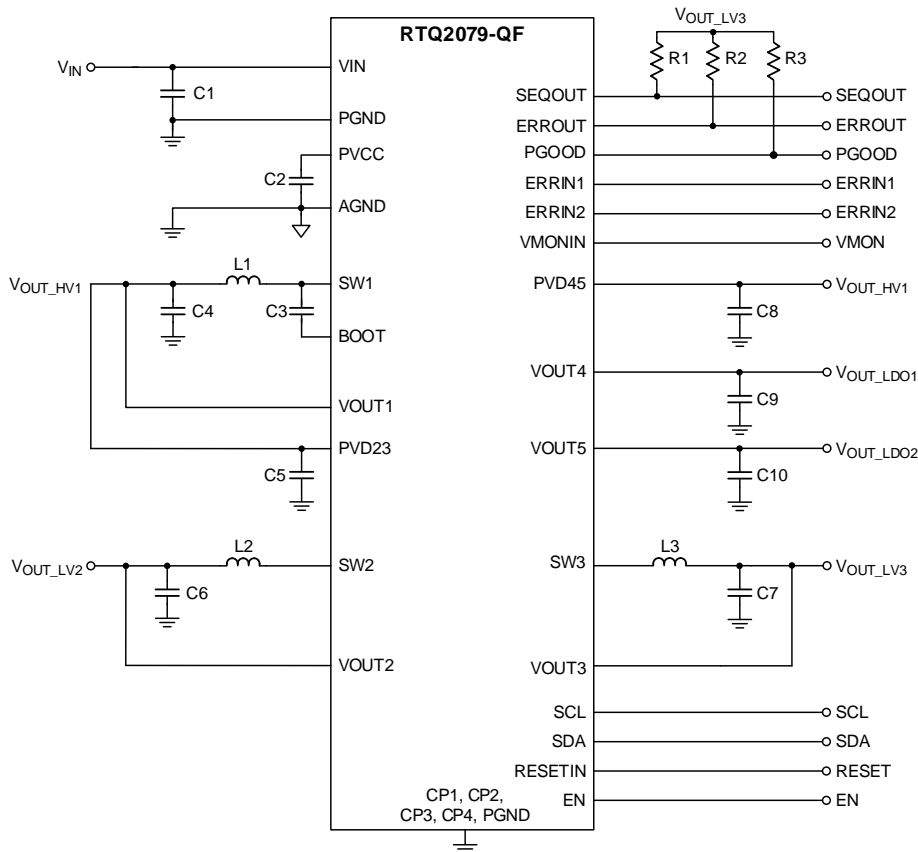 RTQ2079-QF
VOUT_LV3
R1
R2
R3
VIN
C1
VIN
PGND
PVCC
C2
AGND
SEQOUT
SEQOUT
ERROUT
ERROUT
PGOOD
PGOOD
ERRIN1
ERRIN1
ERRIN2
ERRIN2
VMONIN
VMON
VOUT_HV1
L1
SW1
C4
C3
BOOT
VOUT1
PVD23
C5
PVD45
VOUT_HV1
C8
VOUT4
VOUT_LDO1
C9
VOUT5
VOUT_LDO2
C10
VOUT_LV2
L2
SW2
C6
VOUT2
SW3
L3
VOUT_LV3
C7
VOUT3
SCL
SCL
SDA
SDA
RESETIN
RESET
EN
EN
CP1, CP2,
CP3, CP4, PGND